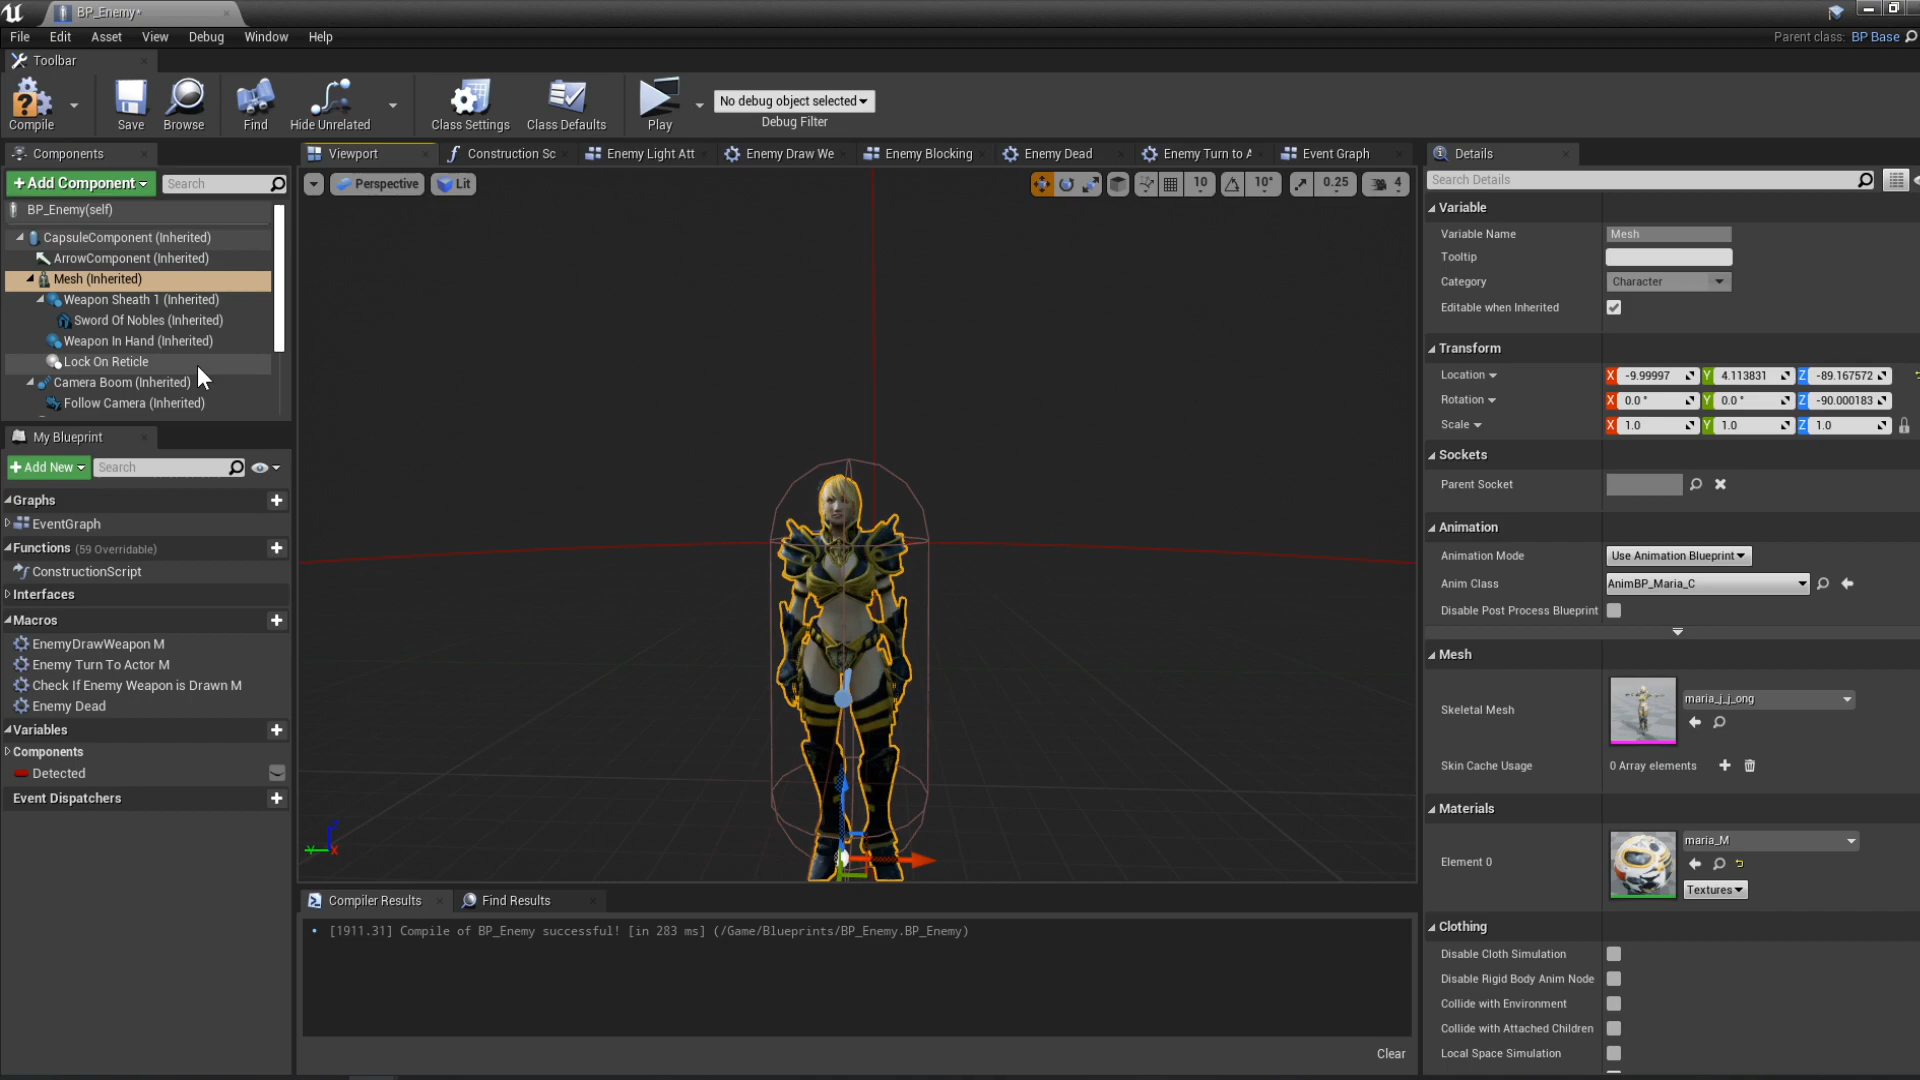 BP_Enemy*
File Edit Asset View Debug Window Help
Parent class: BP Base
Toolbar
Compile
Save
Browse
Find
Hide Unrelated
Class Settings
Class Defaults
Play
No debug object selected
Debug Filter
Components
+Add Component
Search
BP_Enemy(self)
CapsuleComponent (Inherited)
ArrowComponent (Inherited)
Mesh (Inherited)
Weapon Sheath 1 (Inherited)
Sword Of Nobles (Inherited)
Weapon In Hand (Inherited)
Lock On Reticle
Camera Boom (Inherited)
Follow Camera (Inherited)
My Blueprint
+Add New
Search
Graphs
EventGraph
Functions (59 Overridable)
ConstructionScript
Interfaces
Macros
EnemyDrawWeapon M
Enemy Turn To Actor M
Check If Enemy Weapon is Drawn M
Enemy Dead
Variables
Components
Detected
Event Dispatchers
Viewport
Construction Sc
Enemy Light Att
Enemy Draw We
Enemy Blocking
Enemy Dead
Enemy Turn to A
Event Graph
Perspective
Lit
10
10°
0.25
4
Compiler Results
Find Results
[1911.31] Compile of BP_Enemy successful! [in 283 ms] (/Game/Blueprints/BP_Enemy.BP_Enemy)
Clear
Details
Search Details
Variable
Variable Name Mesh
Tooltip
Category Character
Editable when Inherited
Transform
Location X -9.99997 Y 4.113831 Z -89.167572
Rotation X 0.0 ° Y 0.0 ° Z -90.000183
Scale X 1.0 Y 1.0 Z 1.0
Sockets
Parent Socket
Animation
Animation Mode Use Animation Blueprint
Anim Class AnimBP_Maria_C
Disable Post Process Blueprint
Mesh
Skeletal Mesh maria_j_j_ong
Skin Cache Usage 0 Array elements
Materials
Element 0 maria_M
Textures
Clothing
Disable Cloth Simulation
Disable Rigid Body Anim Node
Collide with Environment
Collide with Attached Children
Local Space Simulation